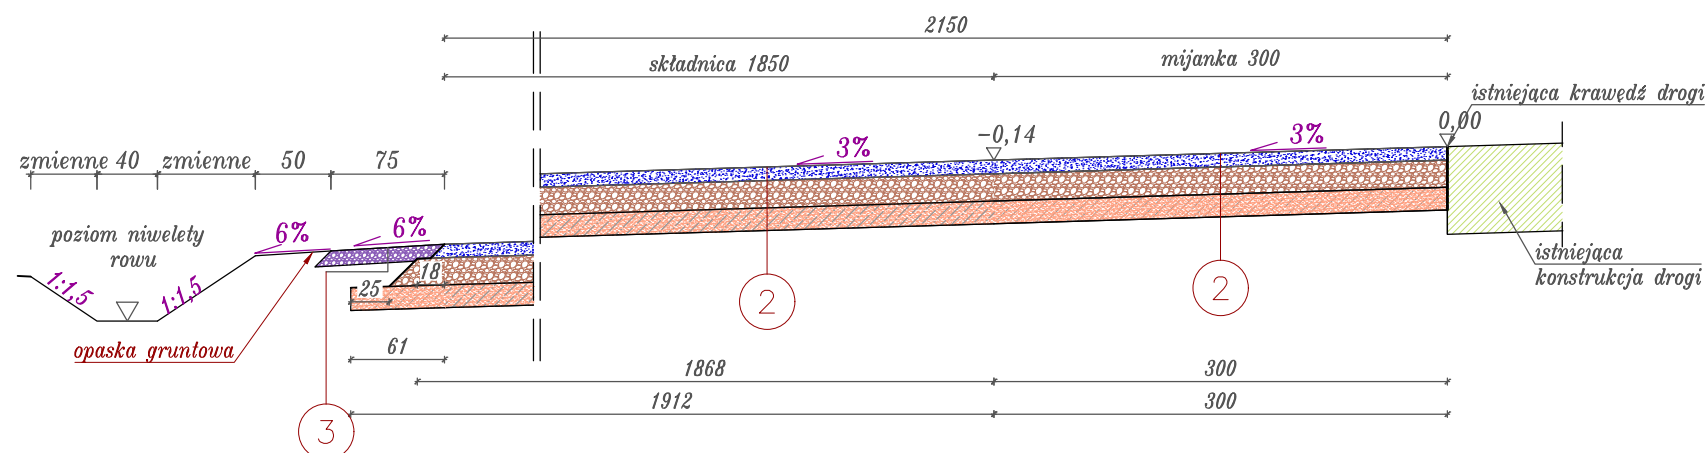 2150
składnica 1850
mijanka 300
istniejąca krawędź drogi
0,00
-0,14
3%
3%
zmienne 40 zmienne 50 75
6%
6%
poziom niwelety
rowu
1:1,5
1:1,5
18
25
2
2
istniejąca
konstrukcja drogi
opaska gruntowa
61
1868
300
1912
300
3